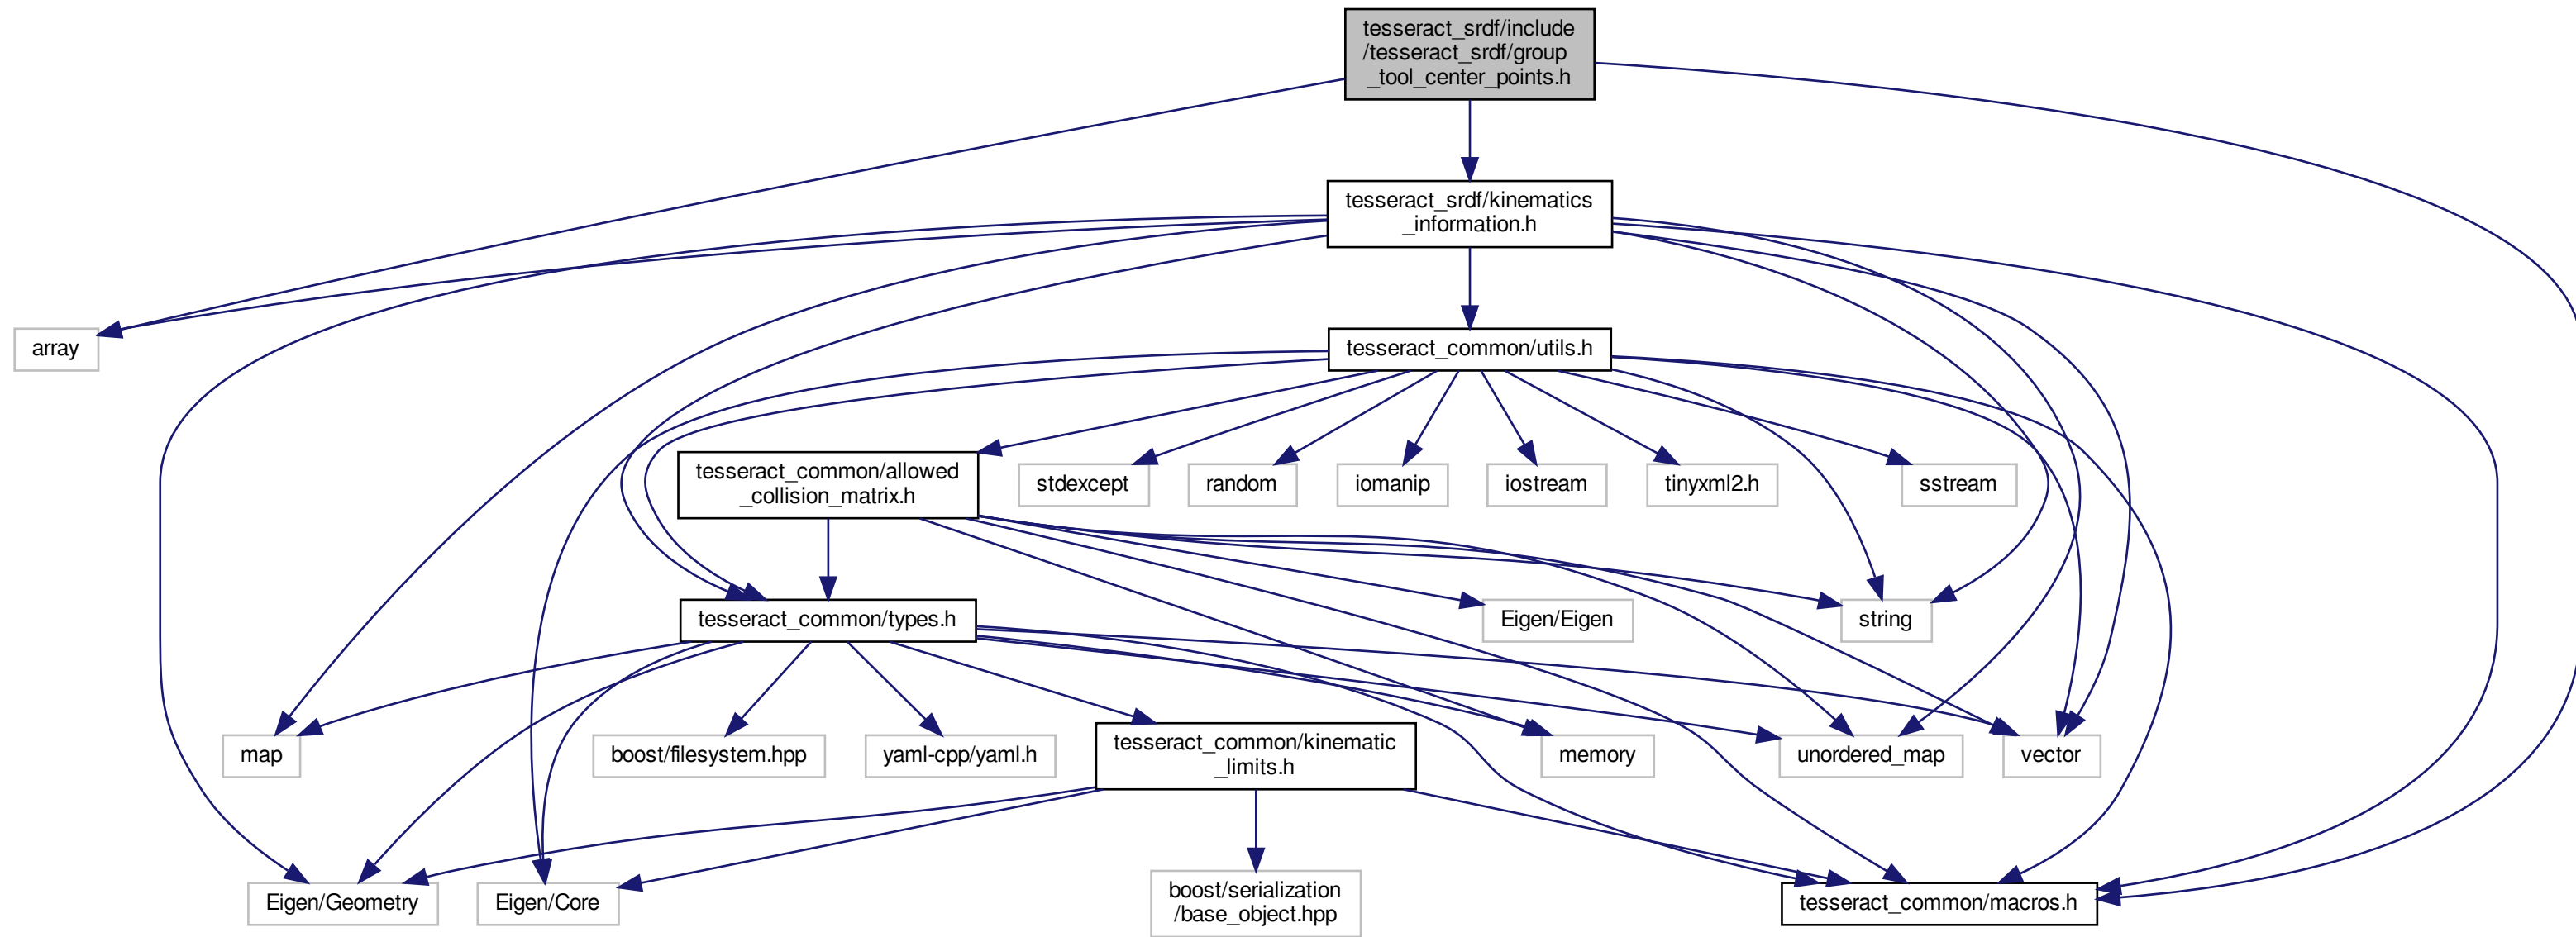 tesseract_srdf/include
/tesseract_srdf/group
_tool_center_points.h
tesseract_srdf/kinematics
_information.h
array
tesseract_common/utils.h
tesseract_common/allowed
_collision_matrix.h
stdexcept
random
iomanip
iostream
tinyxml2.h
sstream
tesseract_common/types.h
Eigen/Eigen
string
map
boost/filesystem.hpp
yaml-cpp/yaml.h
tesseract_common/kinematic
_limits.h
memory
unordered_map
vector
Eigen/Geometry
Eigen/Core
boost/serialization
/base_object.hpp
tesseract_common/macros.h